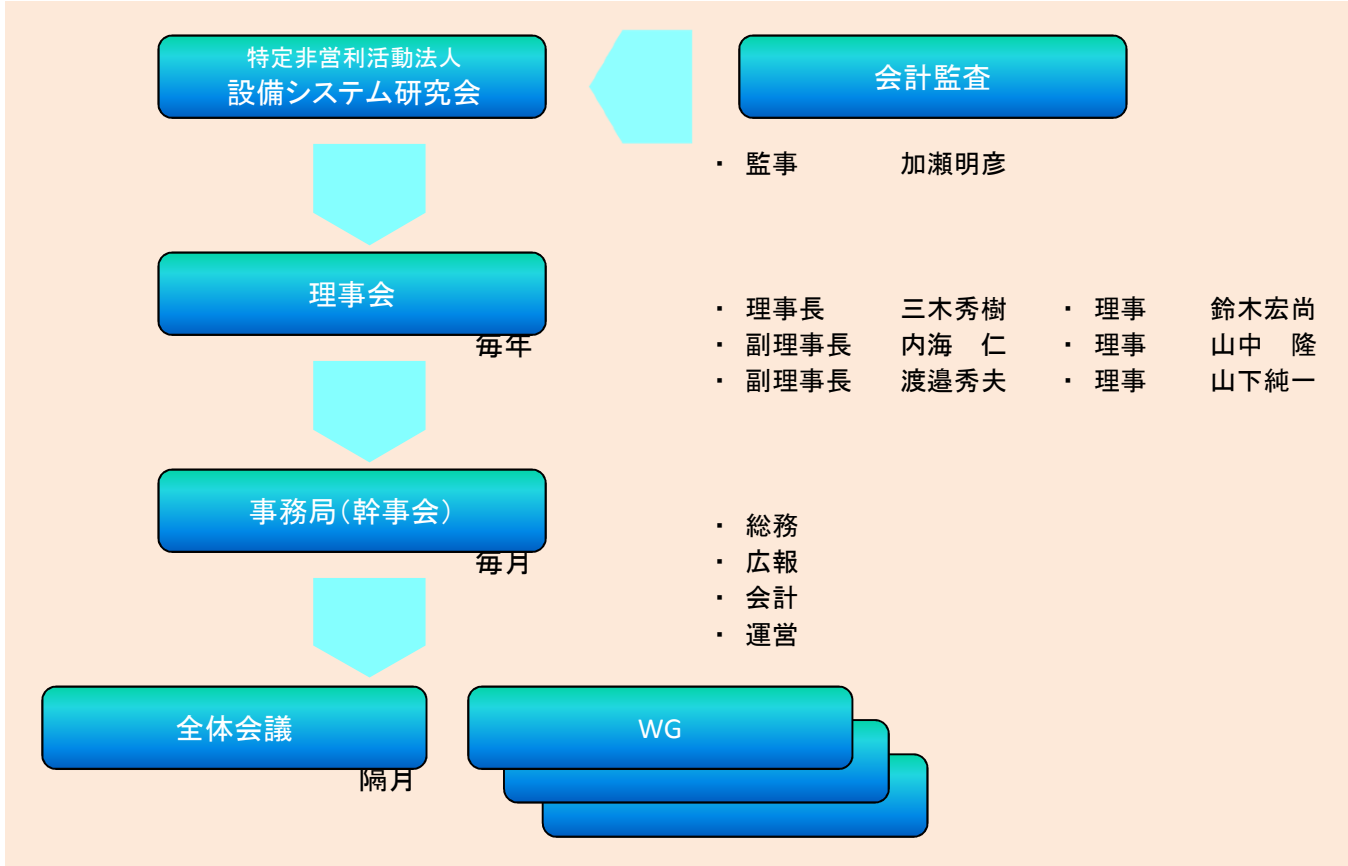 特定非営利活動法人
設備システム研究会
会計監査
・ 監事 加瀬明彦
理事会
毎年
・ 理事長 三木秀樹 ・ 理事 鈴木宏尚
・ 副理事長 内海 仁 ・ 理事 山中 隆
・ 副理事長 渡邉秀夫 ・ 理事 山下純一
事務局(幹事会)
毎月
・ 総務
・ 広報
・ 会計
・ 運営
全体会議
隔月
WG